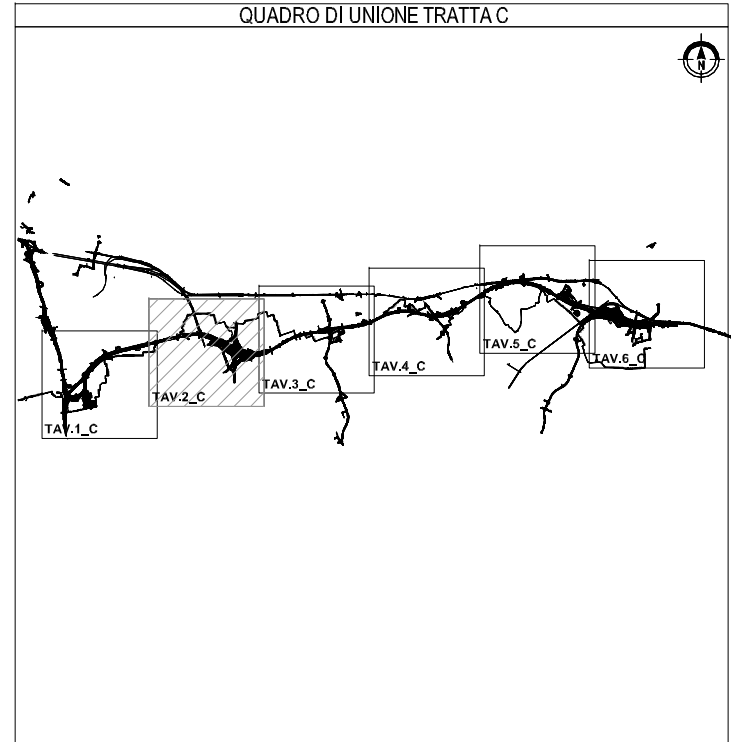 QUADRO DI UNIONE TRATTA C
N
TAV.1_C
TAV.2_C
TAV.3_C
TAV.4_C
TAV.5_C
TAV.6_C